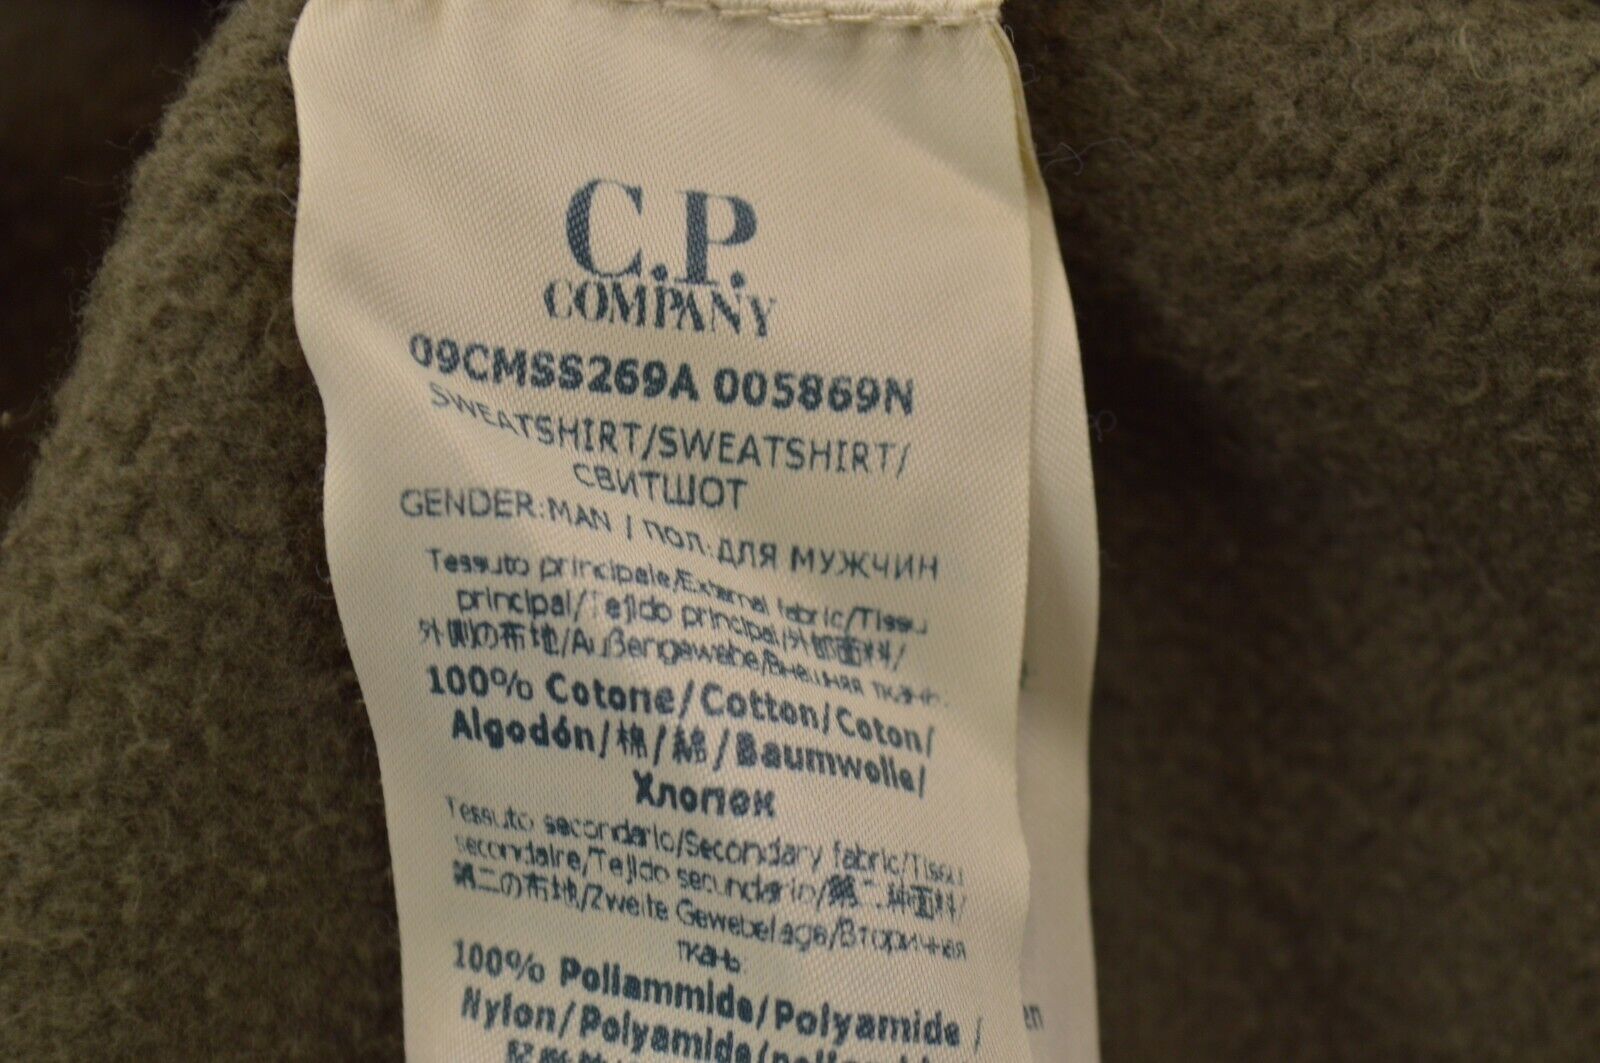 C.P.
COMPANY
09CMSS269A 005869N
SWEATSHIRT/SWEATSHIRT/
СВИТШОТ
GENDER:MAN | ПОЛ:ДЛЯ МУЖЧИН
Tessuto principale/External fabric/Tissu
principal/Tejido principal/外部面料/
外側の布地/Außengewebe/Внешняя ткань.
100% Cotone/Cotton/Coton/
Algodón/棉/綿/Baumwolle/
Хлопок
Tessuto secondario/Secondary fabric/Tissu
secondaire/Tejido secundario/第二种面料/
第二の布地/Zweite Gewebelage/Вторичная
ткань.
100% Poliammide/Polyamide /
Nylon/Polyamide/
en